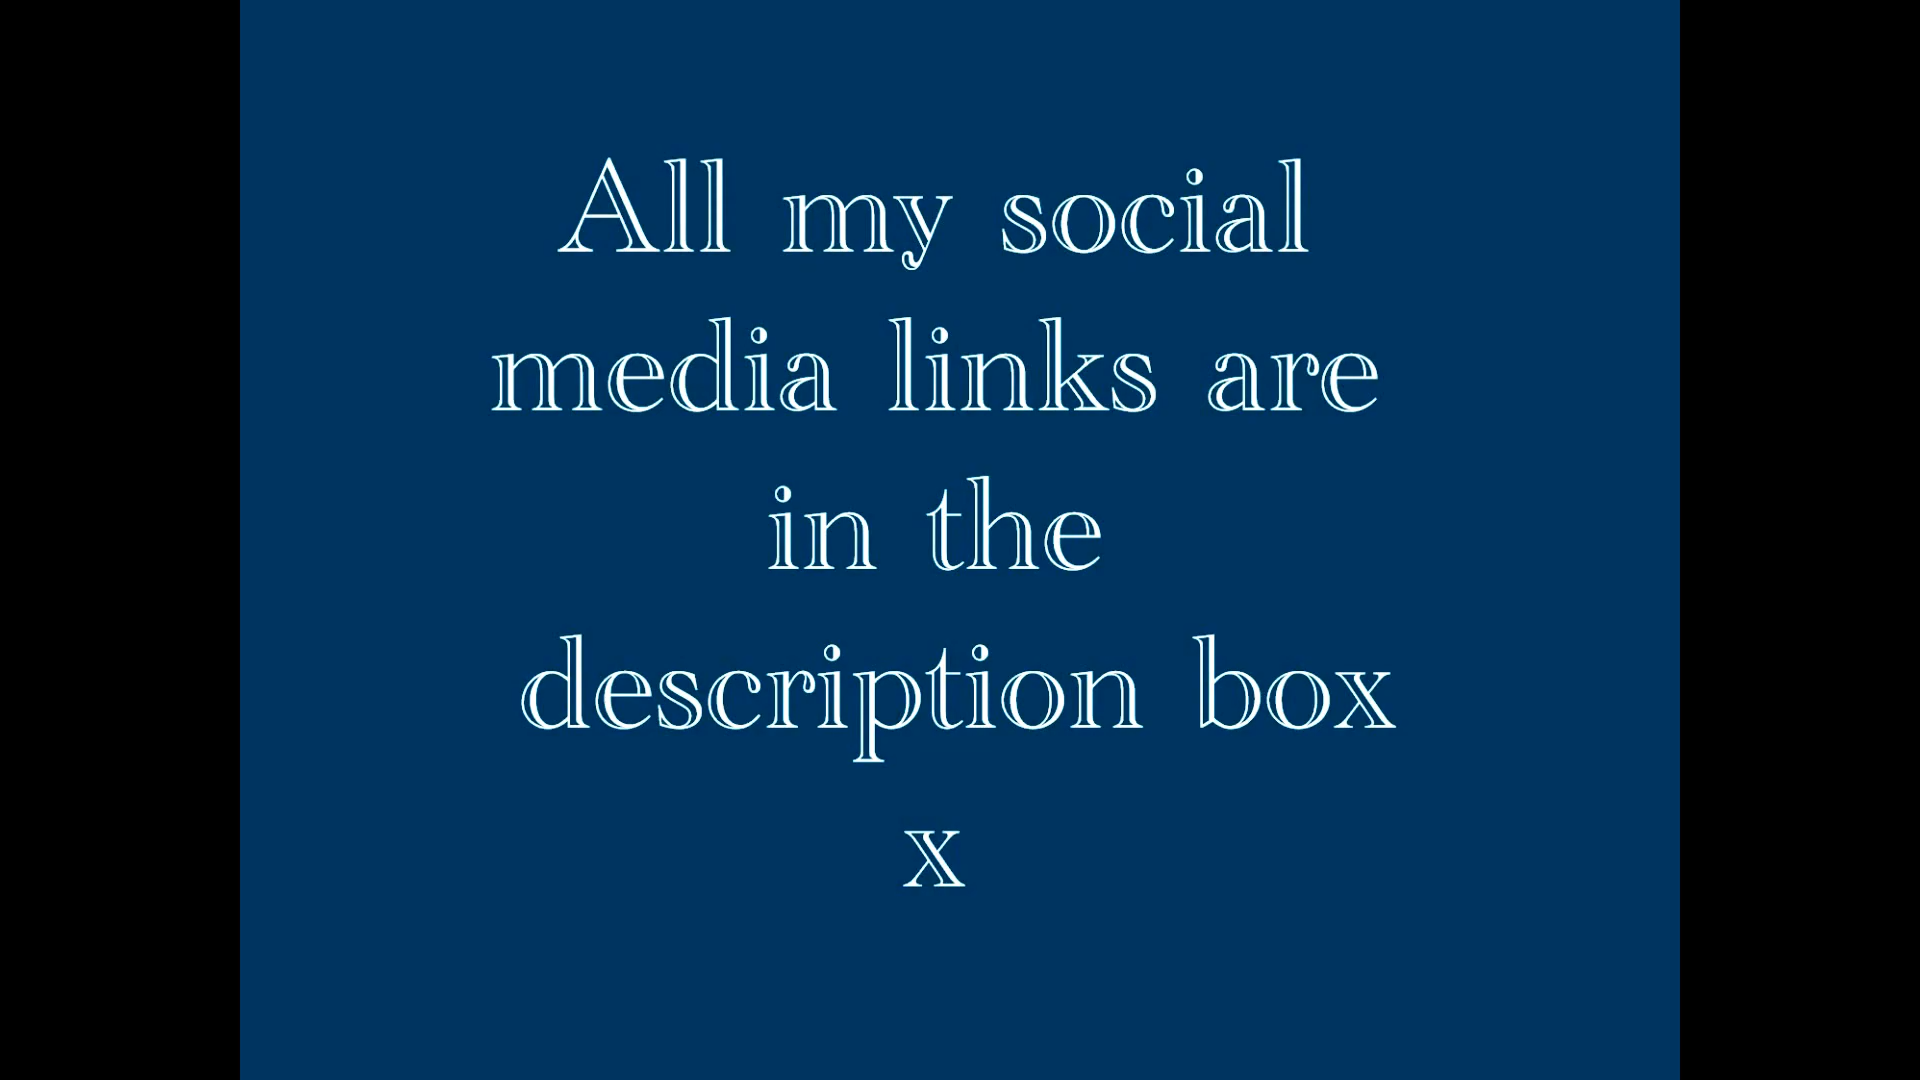 All my social
media links are
in the
description box
x